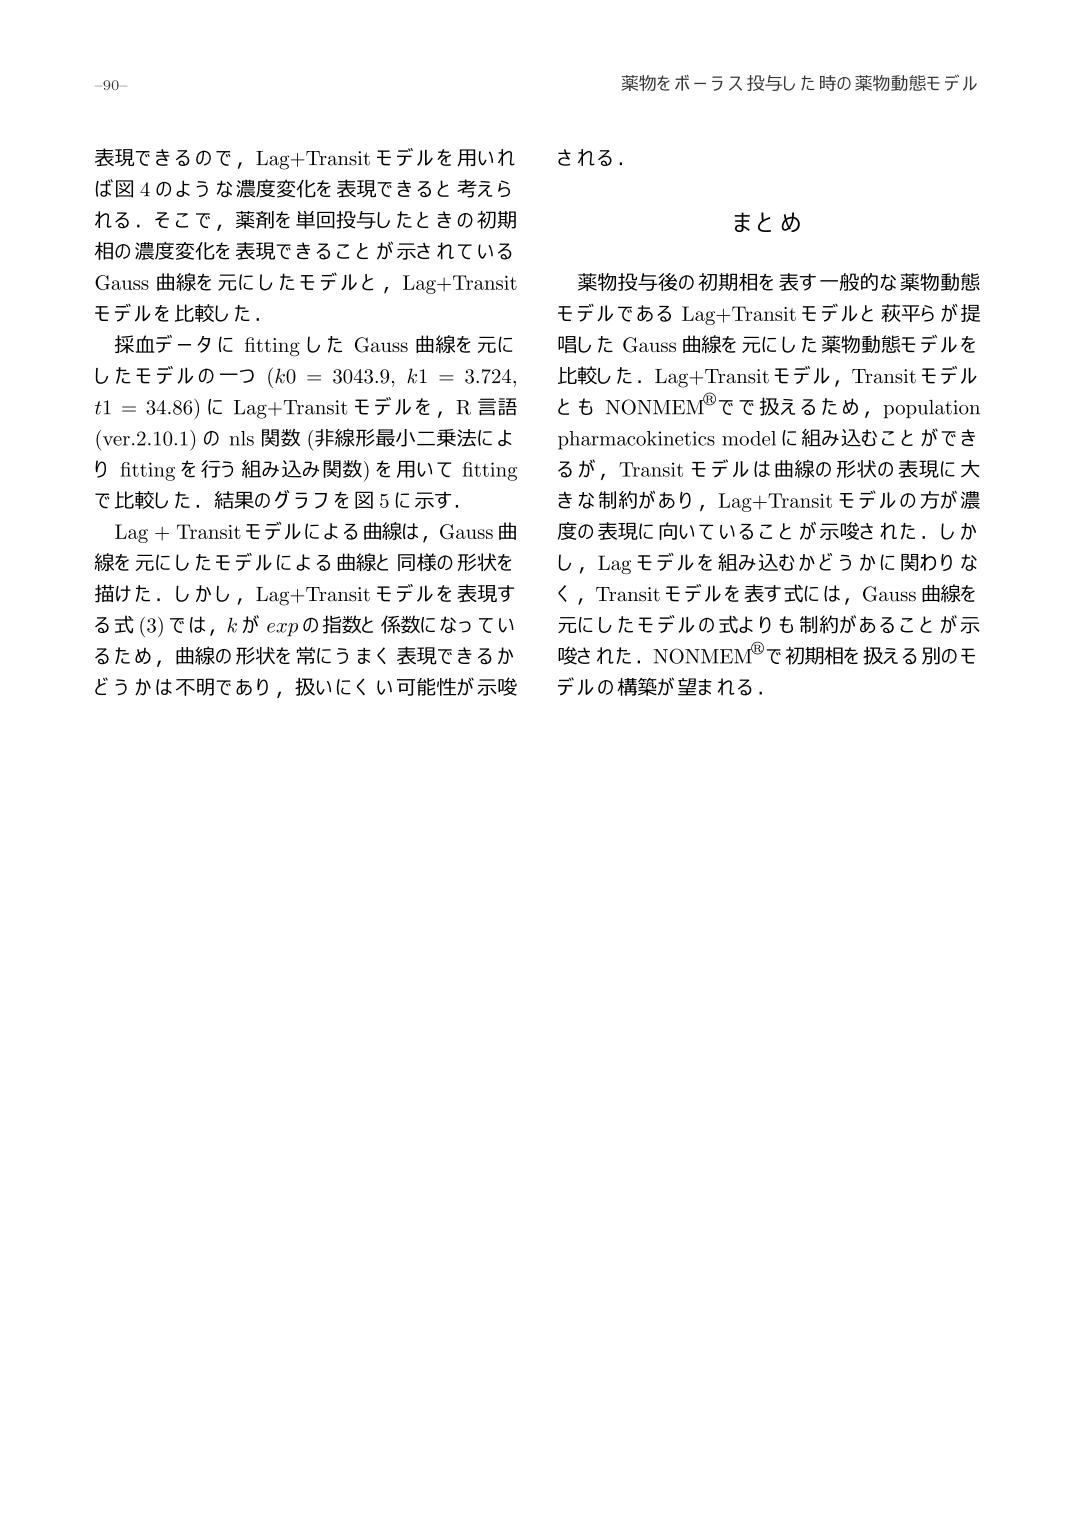 –90–
薬物をボーラス投与した時の薬物動態モデル
表現できるので，Lag+Transit モデルを用いれ
ば図 4 のような濃度変化を表現できると考えら
れる．そこで，薬剤を単回投与したときの初期
相の濃度変化を表現できることが示されている
Gauss 曲線を元にしたモデルと，Lag+Transit
モデルを比較した．
採血データに fitting した Gauss 曲線を元に
したモデルの一つ (k0 = 3043.9, k1 = 3.724,
t1 = 34.86) に Lag+Transit モデルを，R 言語
(ver.2.10.1) の nls 関数 (非線形最小二乗法によ
り fitting を行う組み込み関数) を用いて fitting
で比較した．結果のグラフを図 5 に示す．
Lag + Transit モデルによる曲線は，Gauss 曲
線を元にしたモデルによる曲線と同様の形状を
描けた．しかし，Lag+Transit モデルを表現す
る式 (3) では，k が exp の指数と係数になってい
るため，曲線の形状を常にうまく表現できるか
どうかは不明であり，扱いにくい可能性が示唆
される．
まとめ
薬物投与後の初期相を表す一般的な薬物動態
モデルである Lag+Transit モデルと萩平らが提
唱した Gauss 曲線を元にした薬物動態モデルを
比較した．Lag+Transit モデル，Transit モデル
とも NONMEM®でで扱えるため，population
pharmacokinetics model に組み込むことができ
るが，Transit モデルは曲線の形状の表現に大
きな制約があり，Lag+Transit モデルの方が濃
度の表現に向いていることが示唆された．しか
し，Lag モデルを組み込むかどうかに関わりな
く，Transit モデルを表す式には，Gauss 曲線を
元にしたモデルの式よりも制約があることが示
唆された．NONMEM®で初期相を扱える別のモ
デルの構築が望まれる．